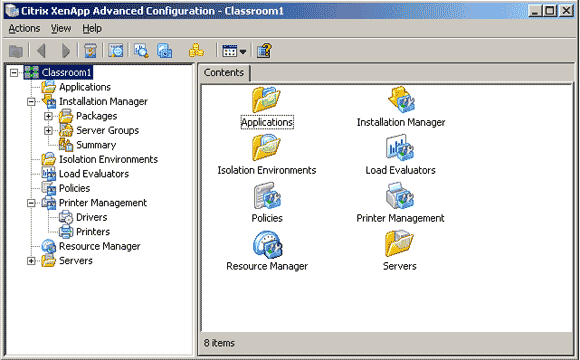 Citrix XenApp Advanced Configuration - Classroom1
Actions View Help
Classroom1
Applications
Installation Manager
Packages
Server Groups
Summary
Isolation Environments
Load Evaluators
Policies
Printer Management
Drivers
Printers
Resource Manager
Servers
Contents
Applications
Installation Manager
Isolation Environments
Load Evaluators
Policies
Printer Management
Resource Manager
Servers
8 items